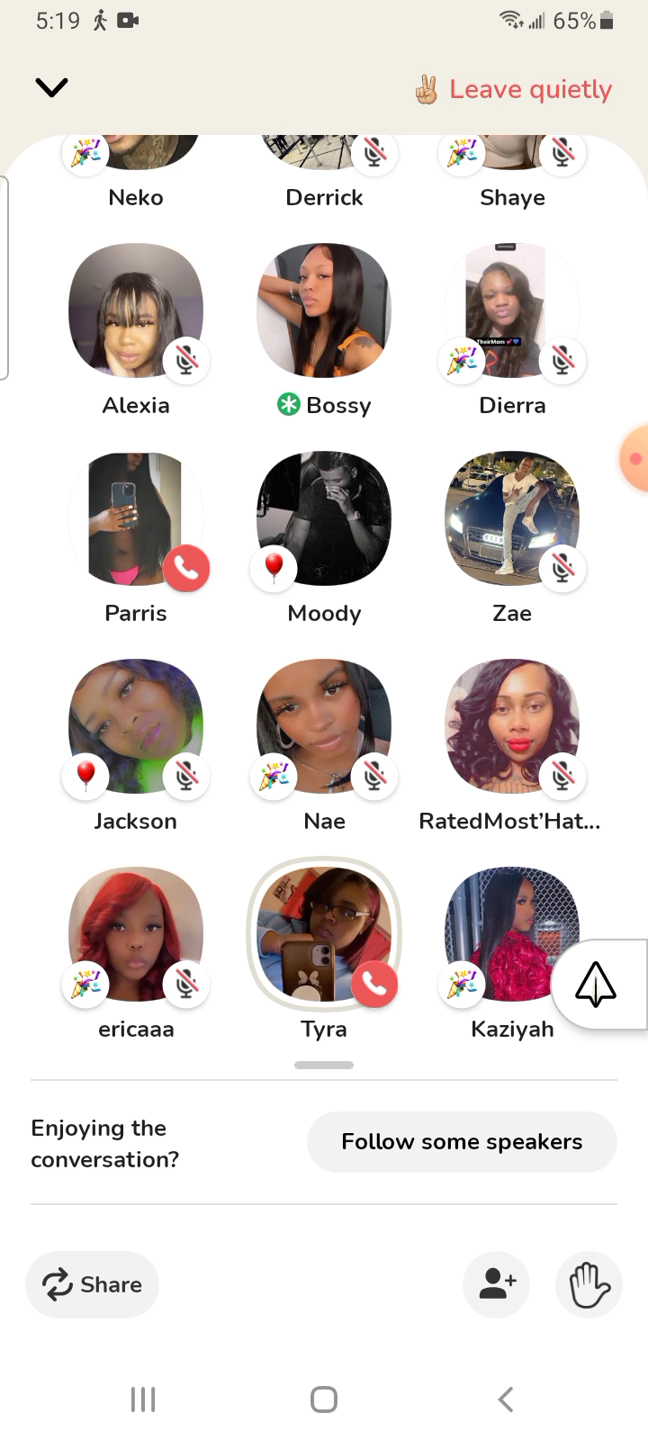 5:19
65%
✌🏼 Leave quietly
Neko
Derrick
Shaye
Alexia
Bossy
Dierra
TheirMom
Parris
Moody
Zae
Jackson
Nae
RatedMost’Hat...
ericaaa
Tyra
Kaziyah
Enjoying the
conversation?
Follow some speakers
Share